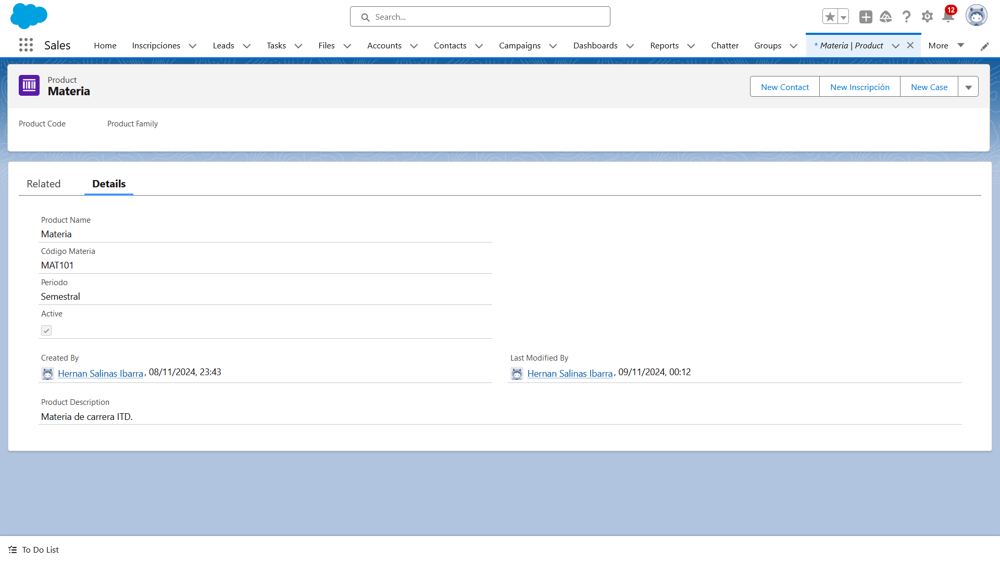 Search...
12
Sales
Home
Inscripciones
Leads
Tasks
Files
Accounts
Contacts
Campaigns
Dashboards
Reports
Chatter
Groups
* Materia | Product
More
Product
Materia
New Contact
New Inscripción
New Case
Product Code
Product Family
Related
Details
Product Name
Materia
Código Materia
MAT101
Periodo
Semestral
Active
Created By
Hernan Salinas Ibarra, 08/11/2024, 23:43
Last Modified By
Hernan Salinas Ibarra, 09/11/2024, 00:12
Product Description
Materia de carrera ITD.
To Do List